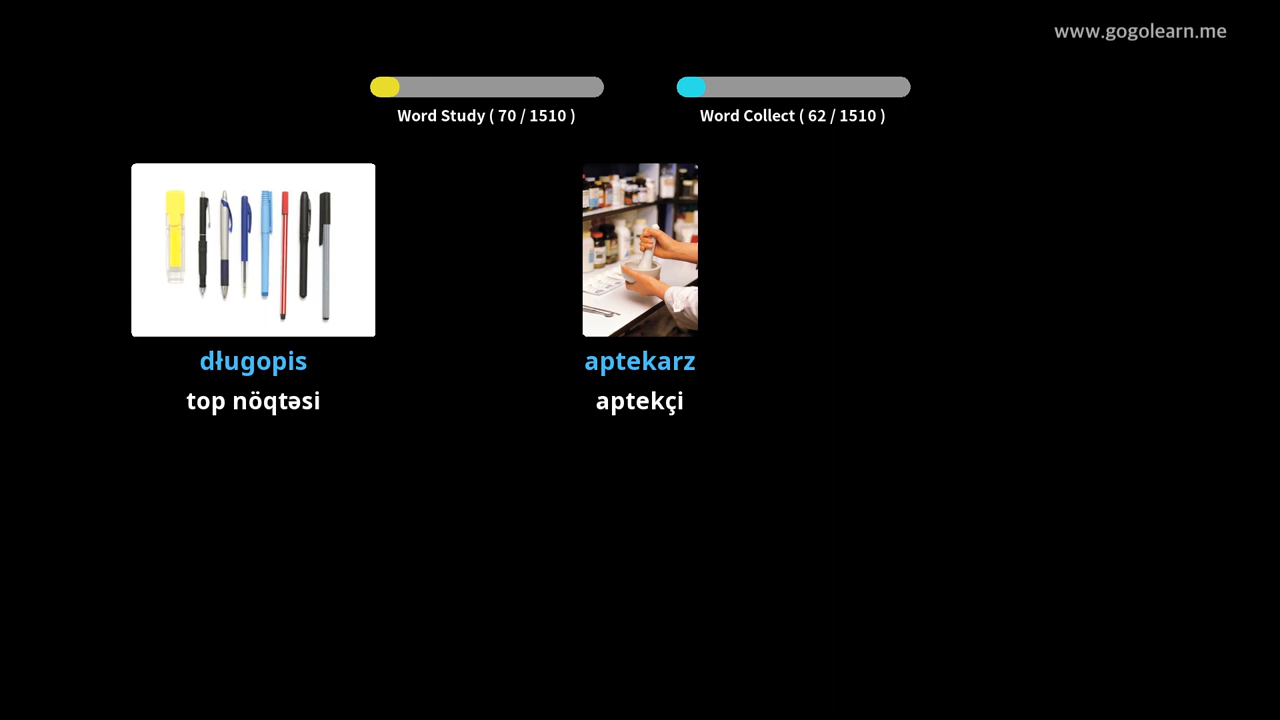 www.gogolearn.me
Word Study ( 70 / 1510 )
Word Collect ( 62 / 1510 )
długopis
top nöqtəsi
aptekarz
aptekçi